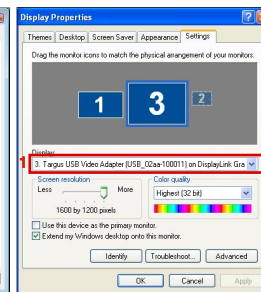 Display Properties
Themes Desktop Screen Saver Appearance Settings
Drag the monitor icons to match the physical arrangement of your monitors.
1 3 2
Display:
1
3. Targus USB Video Adapter (USB_02aa-100011) on DisplayLink Gra
Screen resolution
Less More
1600 by 1200 pixels
Color quality
Highest (32 bit)
Use this device as the primary monitor.
Extend my Windows desktop onto this monitor.
Identify Troubleshoot... Advanced
OK Cancel Apply